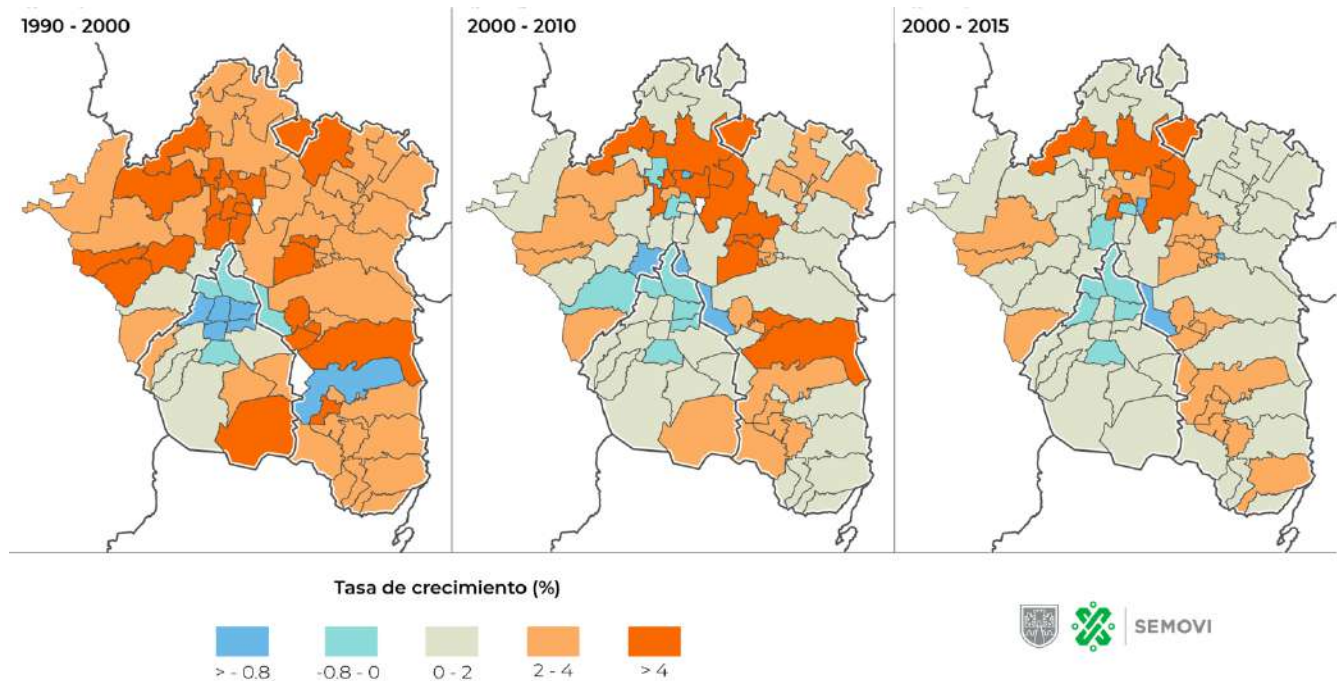 1990 - 2000
2000 - 2010
2000 - 2015
Tasa de crecimiento (%)
> - 0.8
-0.8 - 0
0 - 2
2 - 4
> 4
SEMOVI